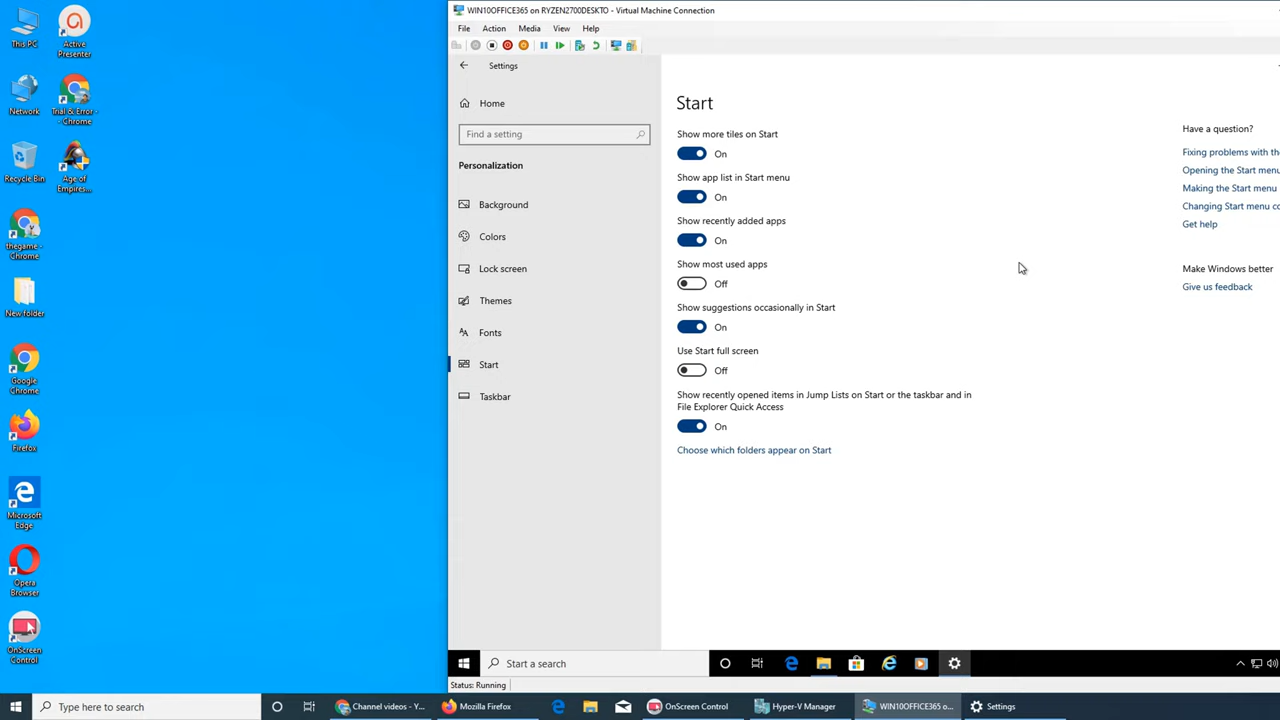 WIN10OFFICE365 on RYZEN2700DESKTO - Virtual Machine Connection
File Action Media View Help
Settings
Home
Find a setting
Personalization
Background
Colors
Lock screen
Themes
Fonts
Start
Taskbar
Start
Show more tiles on Start
On
Show app list in Start menu
On
Show recently added apps
On
Show most used apps
Off
Show suggestions occasionally in Start
On
Use Start full screen
Off
Show recently opened items in Jump Lists on Start or the taskbar and in
File Explorer Quick Access
On
Choose which folders appear on Start
Have a question?
Fixing problems with th
Opening the Start menu
Making the Start menu
Changing Start menu co
Get help
Make Windows better
Give us feedback
This PC
Active
Presenter
Network
Trial & Error -
- Chrome
Recycle Bin
Age of
Empires...
thegame -
Chrome
New folder
Google
Chrome
Firefox
Microsoft
Edge
Opera
Browser
OnScreen
Control
Start a search
Status: Running
Type here to search
Channel videos - Y...
Mozilla Firefox
OnScreen Control
Hyper-V Manager
WIN10OFFICE365 o...
Settings